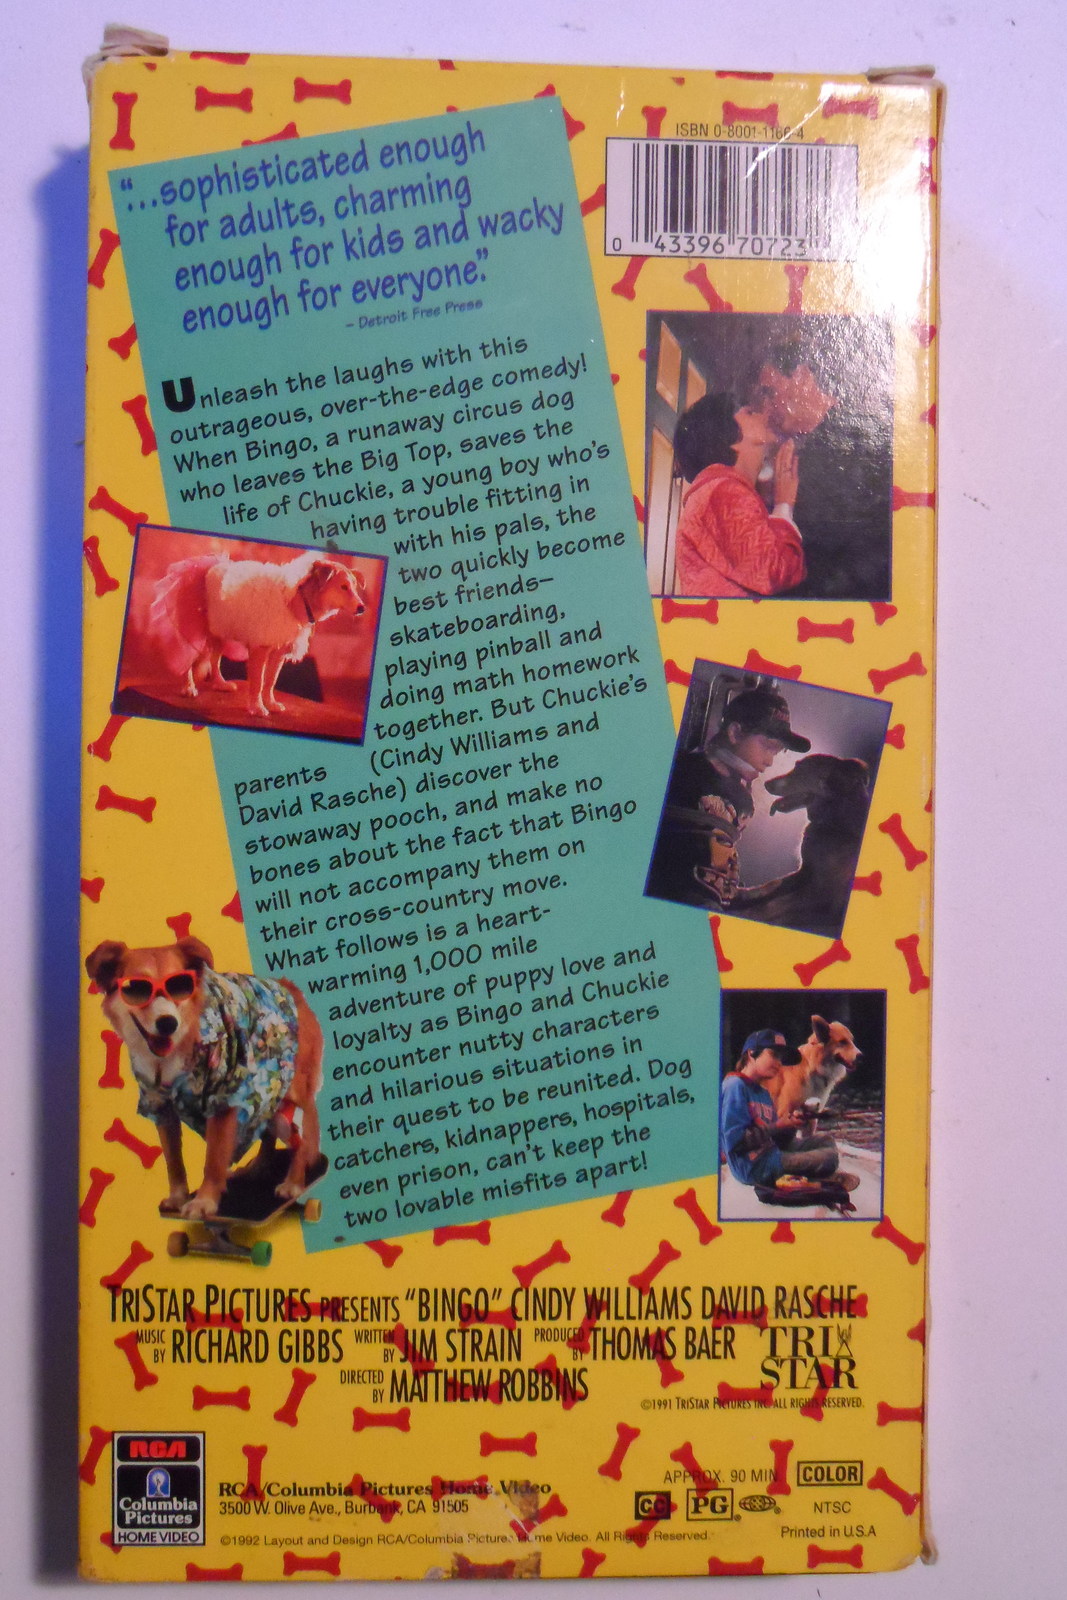 "...sophisticated enough
for adults, charming
enough for kids and wacky
enough for everyone."
– Detroit Free Press
Unleash the laughs with this
outrageous, over-the-edge comedy!
When Bingo, a runaway circus dog
who leaves the Big Top, saves the
life of Chuckie, a young boy who's
having trouble fitting in
with his pals, the
two quickly become
best friends–
skateboarding,
playing pinball and
doing math homework
together. But Chuckie's
parents (Cindy Williams and
David Rasche) discover the
stowaway pooch, and make no
bones about the fact that Bingo
will not accompany them on
their cross-country move.
What follows is a heart-
warming 1,000 mile
adventure of puppy love and
loyalty as Bingo and Chuckie
encounter nutty characters
and hilarious situations in
their quest to be reunited. Dog
catchers, kidnappers, hospitals,
even prison, can't keep the
two lovable misfits apart!
ISBN 0-8001-1166-4
0 43396 70723
TRISTAR PICTURES PRESENTS "BINGO" CINDY WILLIAMS DAVID RASCHE
MUSIC BY RICHARD GIBBS WRITTEN BY JIM STRAIN PRODUCED BY THOMAS BAER
DIRECTED BY MATTHEW ROBBINS
TRI
STAR
©1991 TRISTAR PICTURES INC. ALL RIGHTS RESERVED.
RCA
Columbia
Pictures
HOME VIDEO
RCA/Columbia Pictures Home Video
3500 W. Olive Ave., Burbank, CA 91505
©1992 Layout and Design RCA/Columbia Pictures Home Video. All Rights Reserved.
APPROX. 90 MIN. COLOR
CC PG NTSC
Printed in U.S.A